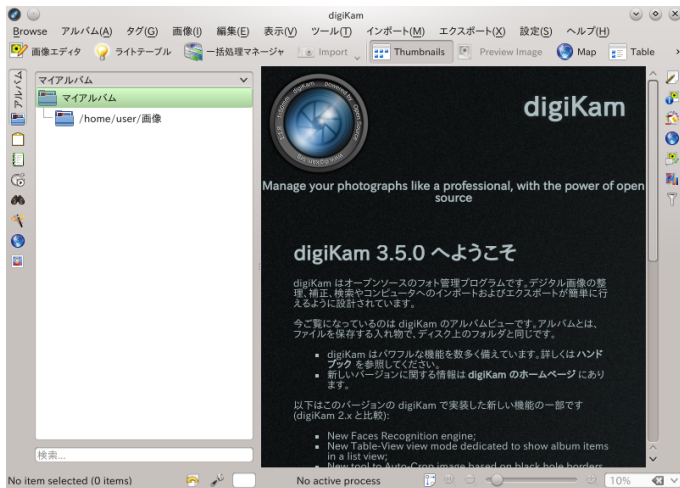 digiKam
Browse アルバム(A) タグ(G) 画像(I) 編集(E) 表示(V) ツール(T) インポート(M) エクスポート(X) 設定(S) ヘルプ(H)
画像エディタ ライトテーブル 一括処理マネージャ Import Thumbnails Preview Image Map Table
アルバム
マイアルバム
マイアルバム
/home/user/画像
検索...
digiKam
Manage your photographs like a professional, with the power of open
source
digiKam 3.5.0 へようこそ
digiKam はオープンソースのフォト管理プログラムです。デジタル画像の整
理、補正、検索やコンピュータへのインポートおよびエクスポートが簡単に行
えるように設計されています。
今ご覧になっているのは digiKam のアルバムビューです。アルバムとは、
ファイルを保存する入れ物で、ディスク上のフォルダと同じです。
digiKam はパワフルな機能を数多く備えています。詳しくは ハンド
ブック を参照してください。
新しいバージョンに関する情報は digiKam のホームページ にあり
ます。
以下はこのバージョンの digiKam で実装した新しい機能の一部です
(digiKam 2.x と比較):
New Faces Recognition engine;
New Table-View view mode dedicated to show album items
in a list view;
New tool to Auto-Crop image based on black hole borders
No item selected (0 items) No active process 10%